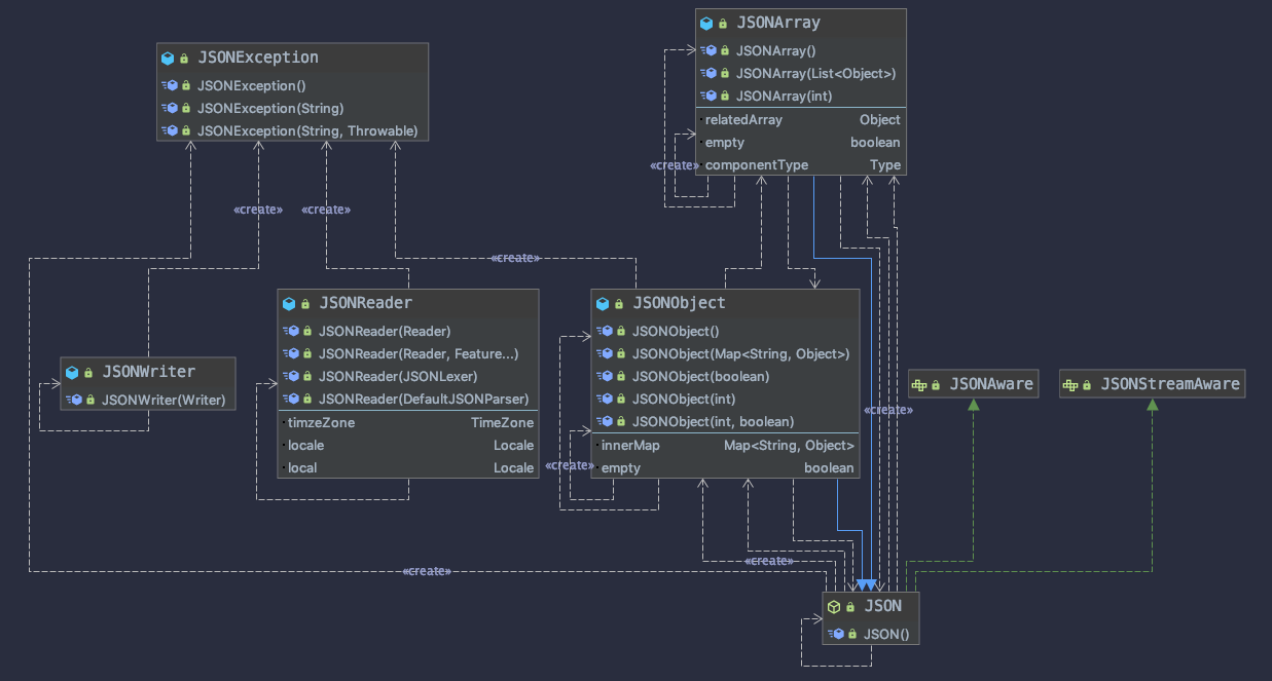 JSONArray
JSONArray()
JSONArray(List<Object>)
JSONArray(int)
relatedArray Object
empty boolean
«create» componentType Type
JSONException
JSONException()
JSONException(String)
JSONException(String, Throwable)
«create» «create»
«create»
JSONReader
JSONReader(Reader)
JSONReader(Reader, Feature...)
JSONReader(JSONLexer)
JSONReader(DefaultJSONParser)
timzeZone TimeZone
locale Locale
local Locale
JSONObject
JSONObject()
JSONObject(Map<String, Object>)
JSONObject(boolean)
JSONObject(int)
JSONObject(int, boolean)
innerMap Map<String, Object>
«create» empty boolean
JSONWriter
JSONWriter(Writer)
«create»
JSONAware
JSONStreamAware
«create»
«create»
JSON
JSON()